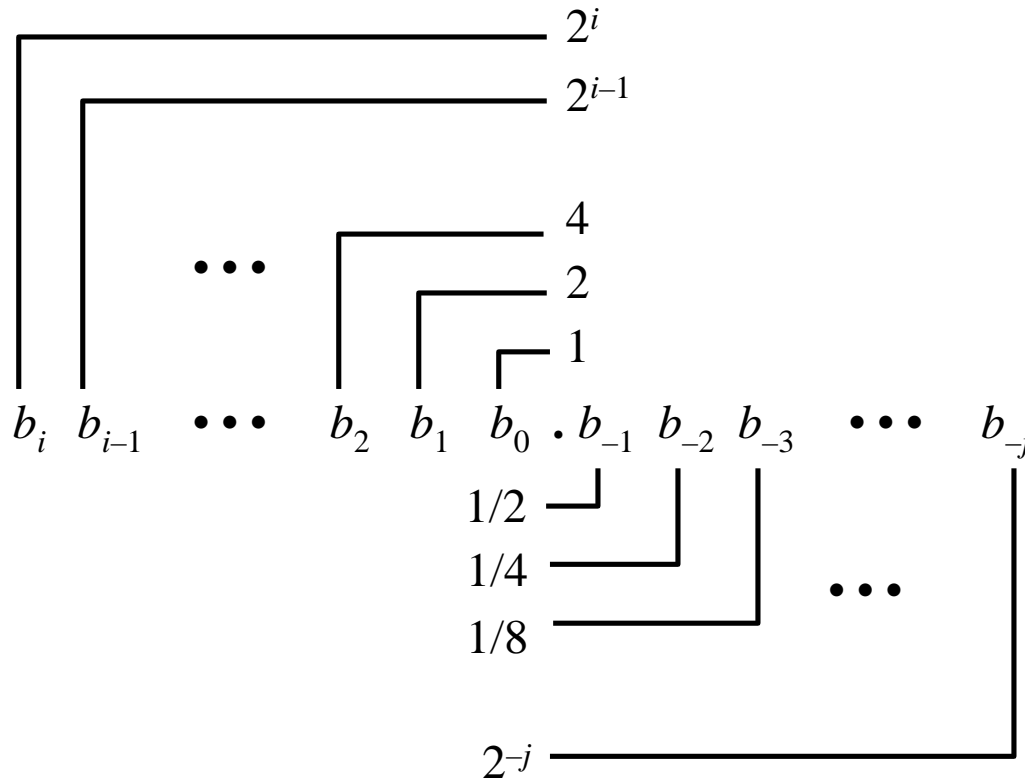 2^i
2^{i–1}
4
2
1
b_i b_{i–1} ••• b_2 b_1 b_0 . b_{–1} b_{–2} b_{–3} ••• b_{–j}
1/2
1/4
1/8
2^{–j}